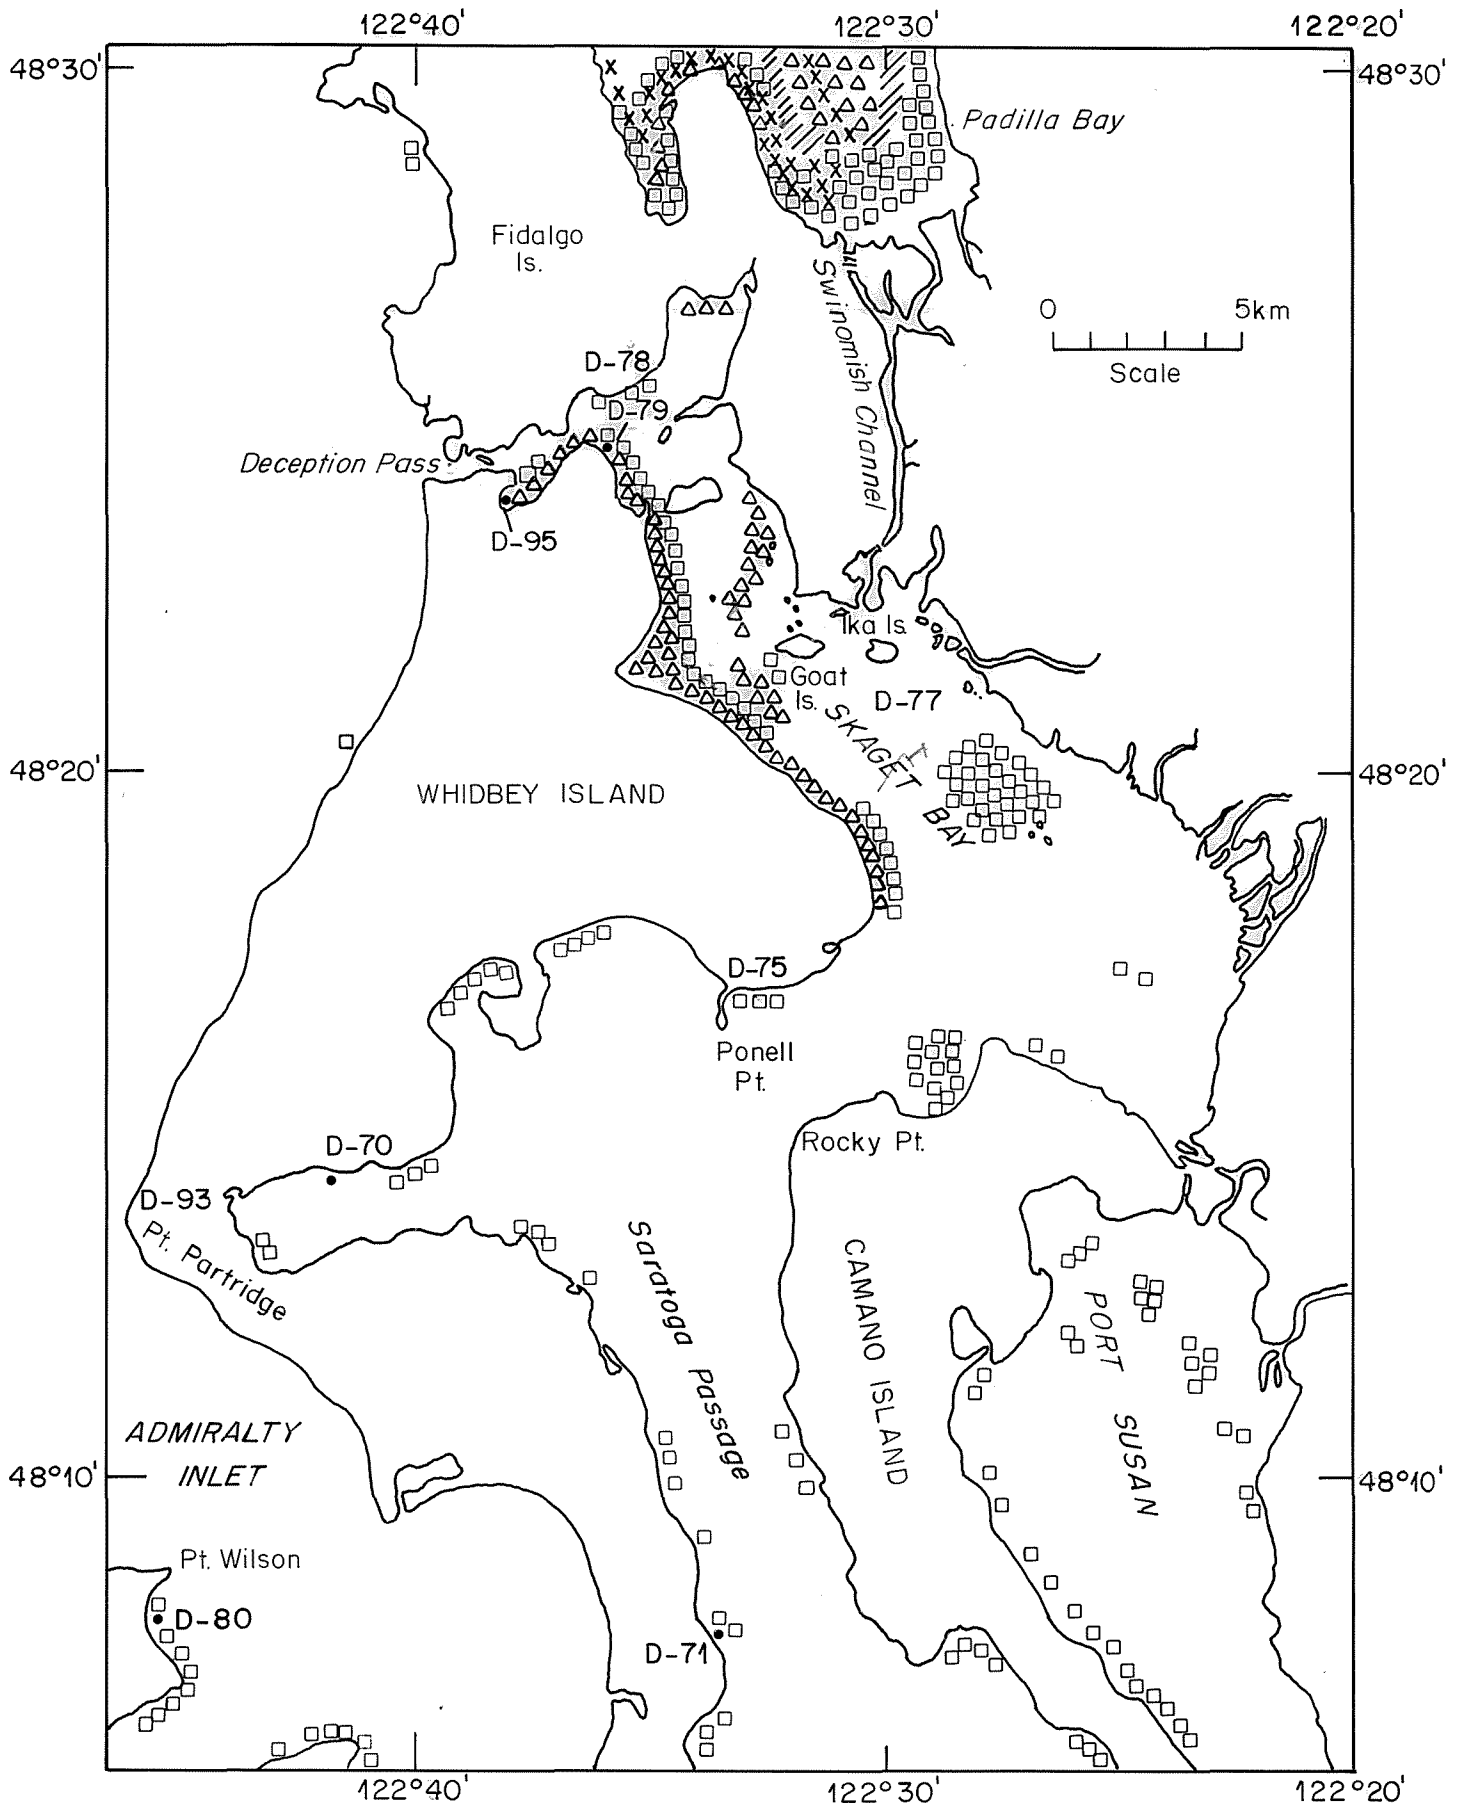 122°40'
122°30'
122°20'
48°30'
48°30'
Padilla Bay
Fidalgo
Is.
Swinomish Channel
0 5km
Scale
D-78
D-79
Deception Pass
D-95
Ika Is.
Goat
Is.
D-77
SKAGET
BAY
48°20'
48°20'
WHIDBEY ISLAND
D-75
Ponell
Pt.
Rocky Pt.
D-70
D-93
Pt. Partridge
Saratoga Passage
CAMANO ISLAND
PORT
SUSAN
ADMIRALTY
INLET
48°10'
48°10'
Pt. Wilson
D-80
D-71
122°40'
122°30'
122°20'